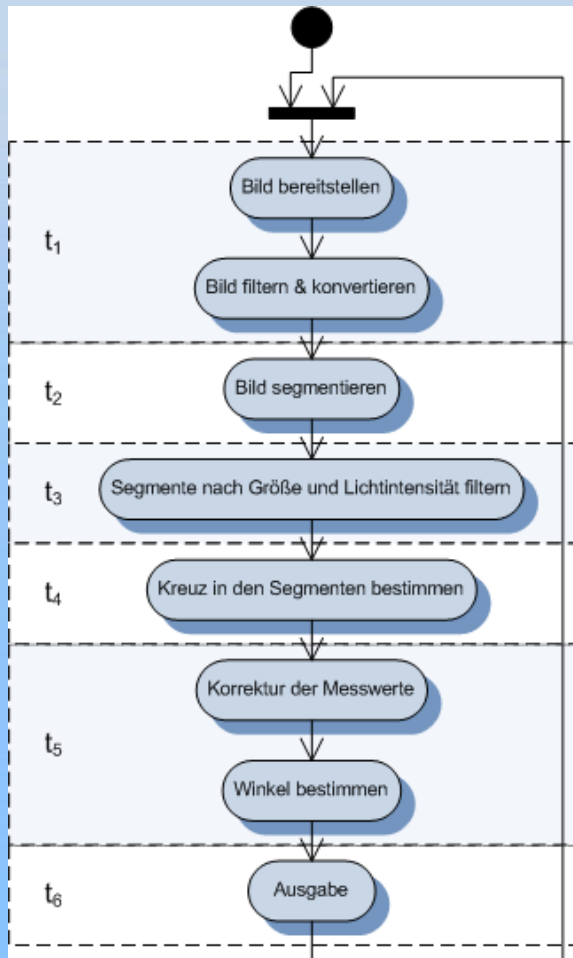 Bild bereitstellen
t₁
Bild filtern & konvertieren
t₂
Bild segmentieren
t₃
Segmente nach Größe und Lichtintensität filtern
t₄
Kreuz in den Segmenten bestimmen
Korrektur der Messwerte
t₅
Winkel bestimmen
t₆
Ausgabe